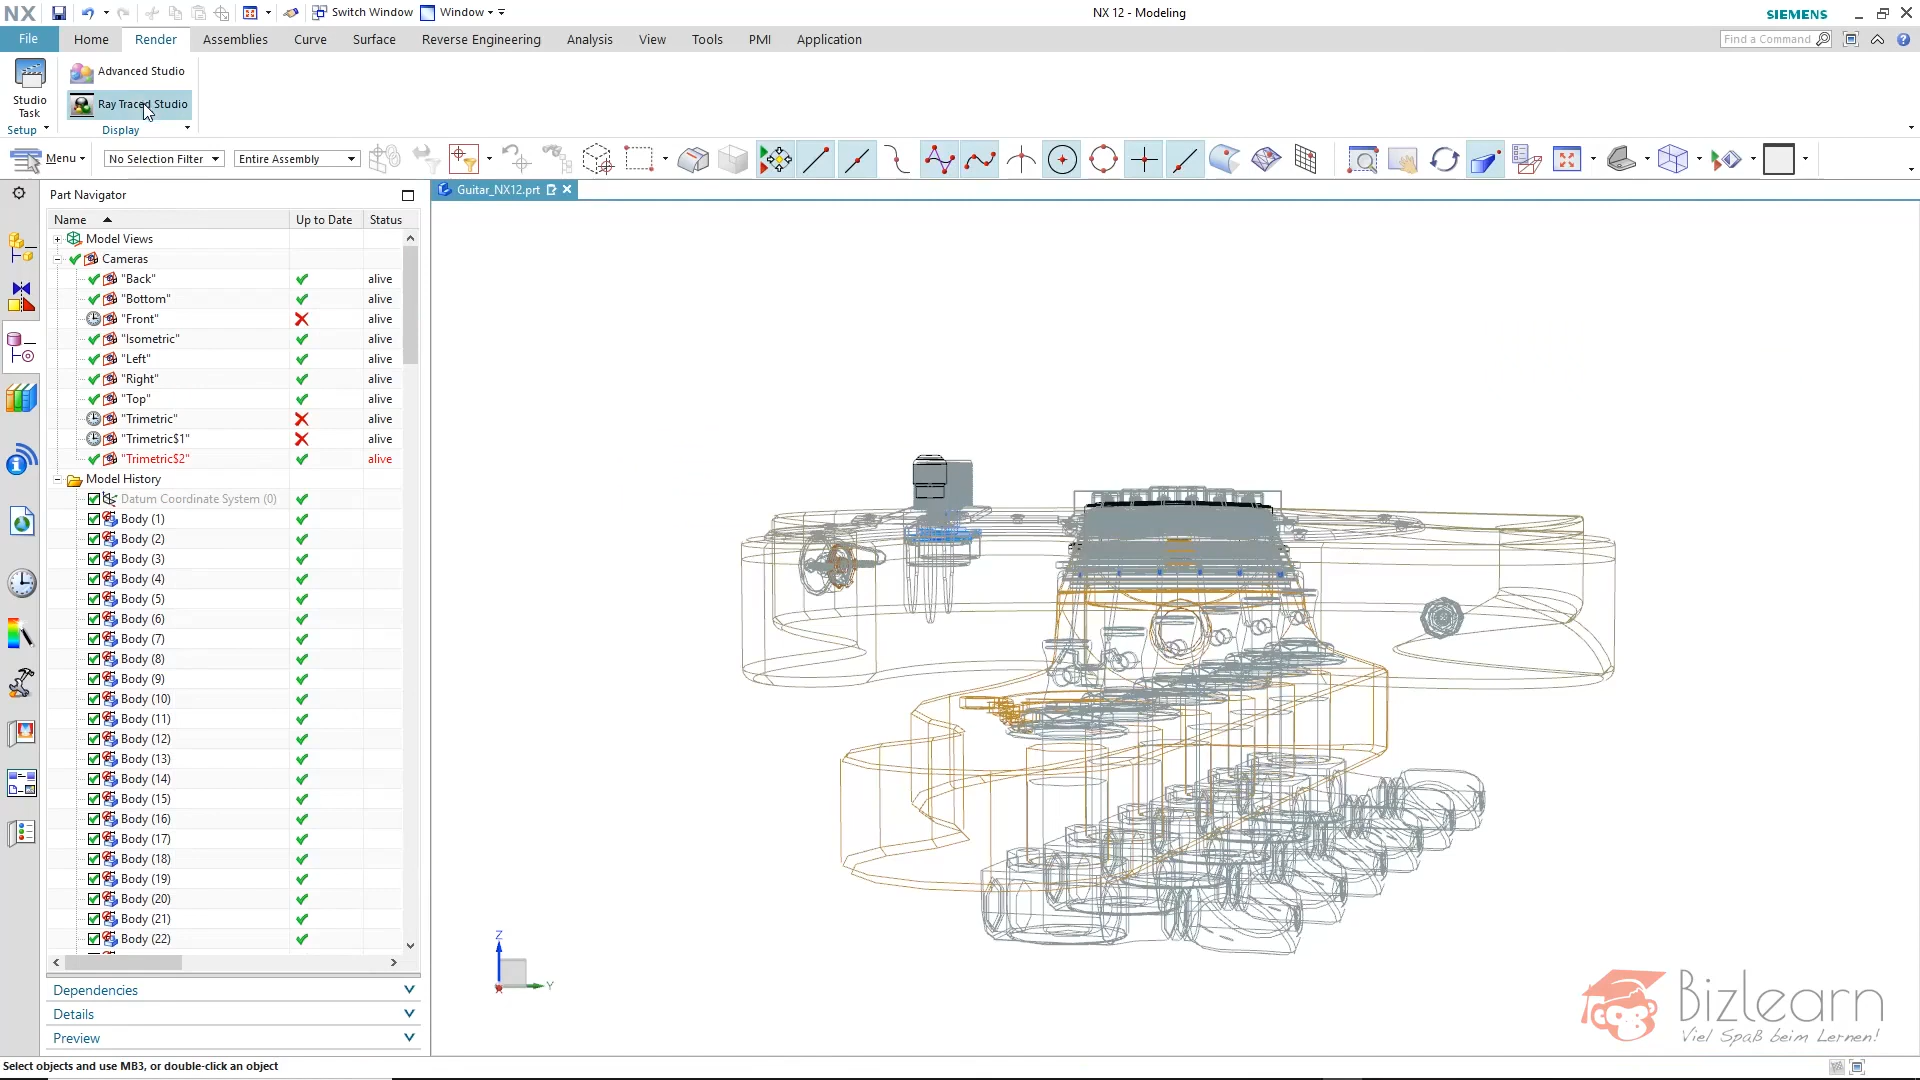 NX
Switch Window
Window
NX 12 - Modeling
SIEMENS
File
Home
Render
Assemblies
Curve
Surface
Reverse Engineering
Analysis
View
Tools
PMI
Application
Find a Command
Studio
Task
Advanced Studio
Ray Traced Studio
Setup
Display
Menu
No Selection Filter
Entire Assembly
Part Navigator
Guitar_NX12.prt
Name
Up to Date
Status
Model Views
Cameras
"Back"
alive
"Bottom"
alive
"Front"
alive
"Isometric"
alive
"Left"
alive
"Right"
alive
"Top"
alive
"Trimetric"
alive
"Trimetric$1"
alive
"Trimetric$2"
alive
Model History
Datum Coordinate System (0)
Body (1)
Body (2)
Body (3)
Body (4)
Body (5)
Body (6)
Body (7)
Body (8)
Body (9)
Body (10)
Body (11)
Body (12)
Body (13)
Body (14)
Body (15)
Body (16)
Body (17)
Body (18)
Body (19)
Body (20)
Body (21)
Body (22)
Z
Y
X
Dependencies
Details
Preview
Bizlearn
Viel Spaß beim Lernen!
Select objects and use MB3, or double-click an object